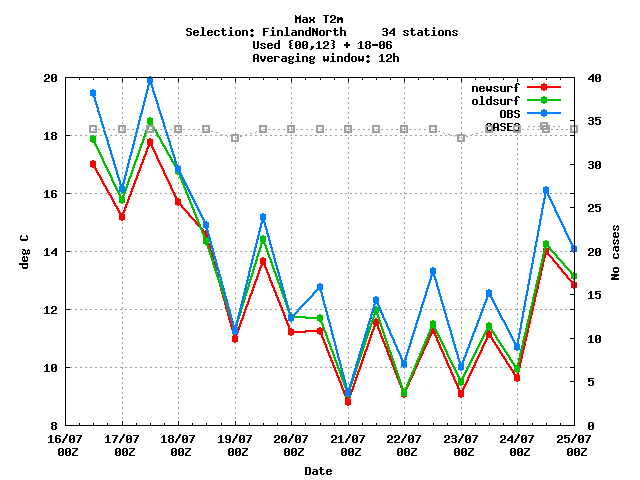 Max T2m
Selection: FinlandNorth     34 stations
Used {00,12} + 18-06
Averaging window: 12h
20
18
16
14
12
10
8
deg C
40
35
30
25
20
15
10
5
0
No cases
newsurf
oldsurf
OBS
CASES
16/07 17/07 18/07 19/07 20/07 21/07 22/07 23/07 24/07 25/07
00Z 00Z 00Z 00Z 00Z 00Z 00Z 00Z 00Z 00Z
Date